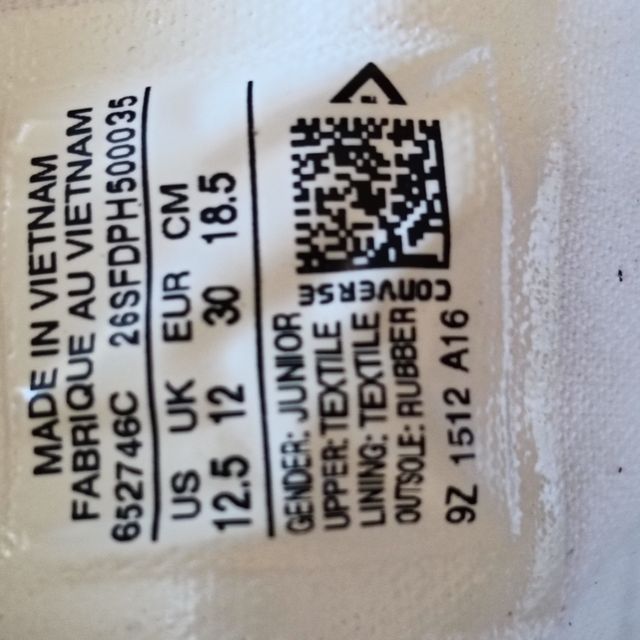 MADE IN VIETNAM
FABRIQUE AU VIETNAM
652746C 26SFDPH500035
US UK EUR CM
12.5 12 30 18.5
GENDER: JUNIOR
UPPER: TEXTILE
LINING: TEXTILE
OUTSOLE: RUBBER
9Z 1512 A16
CONVERSE